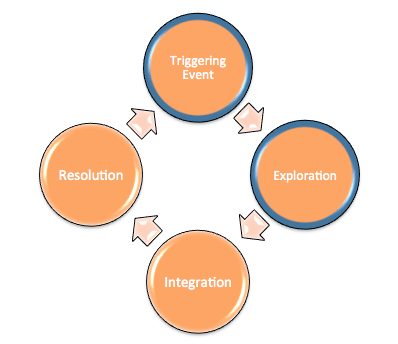 Triggering
Event
Exploration
Integration
Resolution